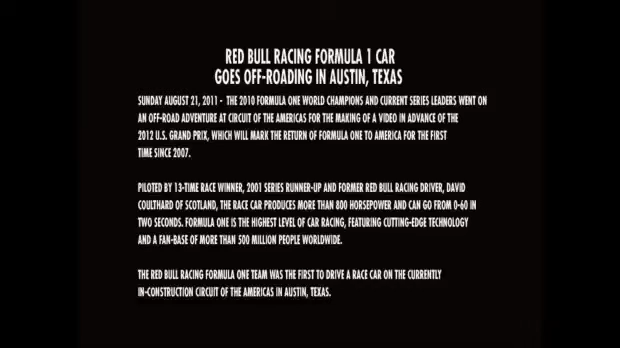 RED BULL RACING FORMULA 1 CAR
GOES OFF-ROADING IN AUSTIN, TEXAS
SUNDAY AUGUST 21, 2011 - THE 2010 FORMULA ONE WORLD CHAMPIONS AND CURRENT SERIES LEADERS WENT ON
AN OFF-ROAD ADVENTURE AT CIRCUIT OF THE AMERICAS FOR THE MAKING OF A VIDEO IN ADVANCE OF THE
2012 U.S. GRAND PRIX, WHICH WILL MARK THE RETURN OF FORMULA ONE TO AMERICA FOR THE FIRST
TIME SINCE 2007.
PILOTED BY 13-TIME RACE WINNER, 2001 SERIES RUNNER-UP AND FORMER RED BULL RACING DRIVER, DAVID
COULTHARD OF SCOTLAND, THE RACE CAR PRODUCES MORE THAN 800 HORSEPOWER AND CAN GO FROM 0-60 IN
TWO SECONDS. FORMULA ONE IS THE HIGHEST LEVEL OF CAR RACING, FEATURING CUTTING-EDGE TECHNOLOGY
AND A FAN-BASE OF MORE THAN 500 MILLION PEOPLE WORLDWIDE.
THE RED BULL RACING FORMULA ONE TEAM WAS THE FIRST TO DRIVE A RACE CAR ON THE CURRENTLY
IN-CONSTRUCTION CIRCUIT OF THE AMERICAS IN AUSTIN, TEXAS.